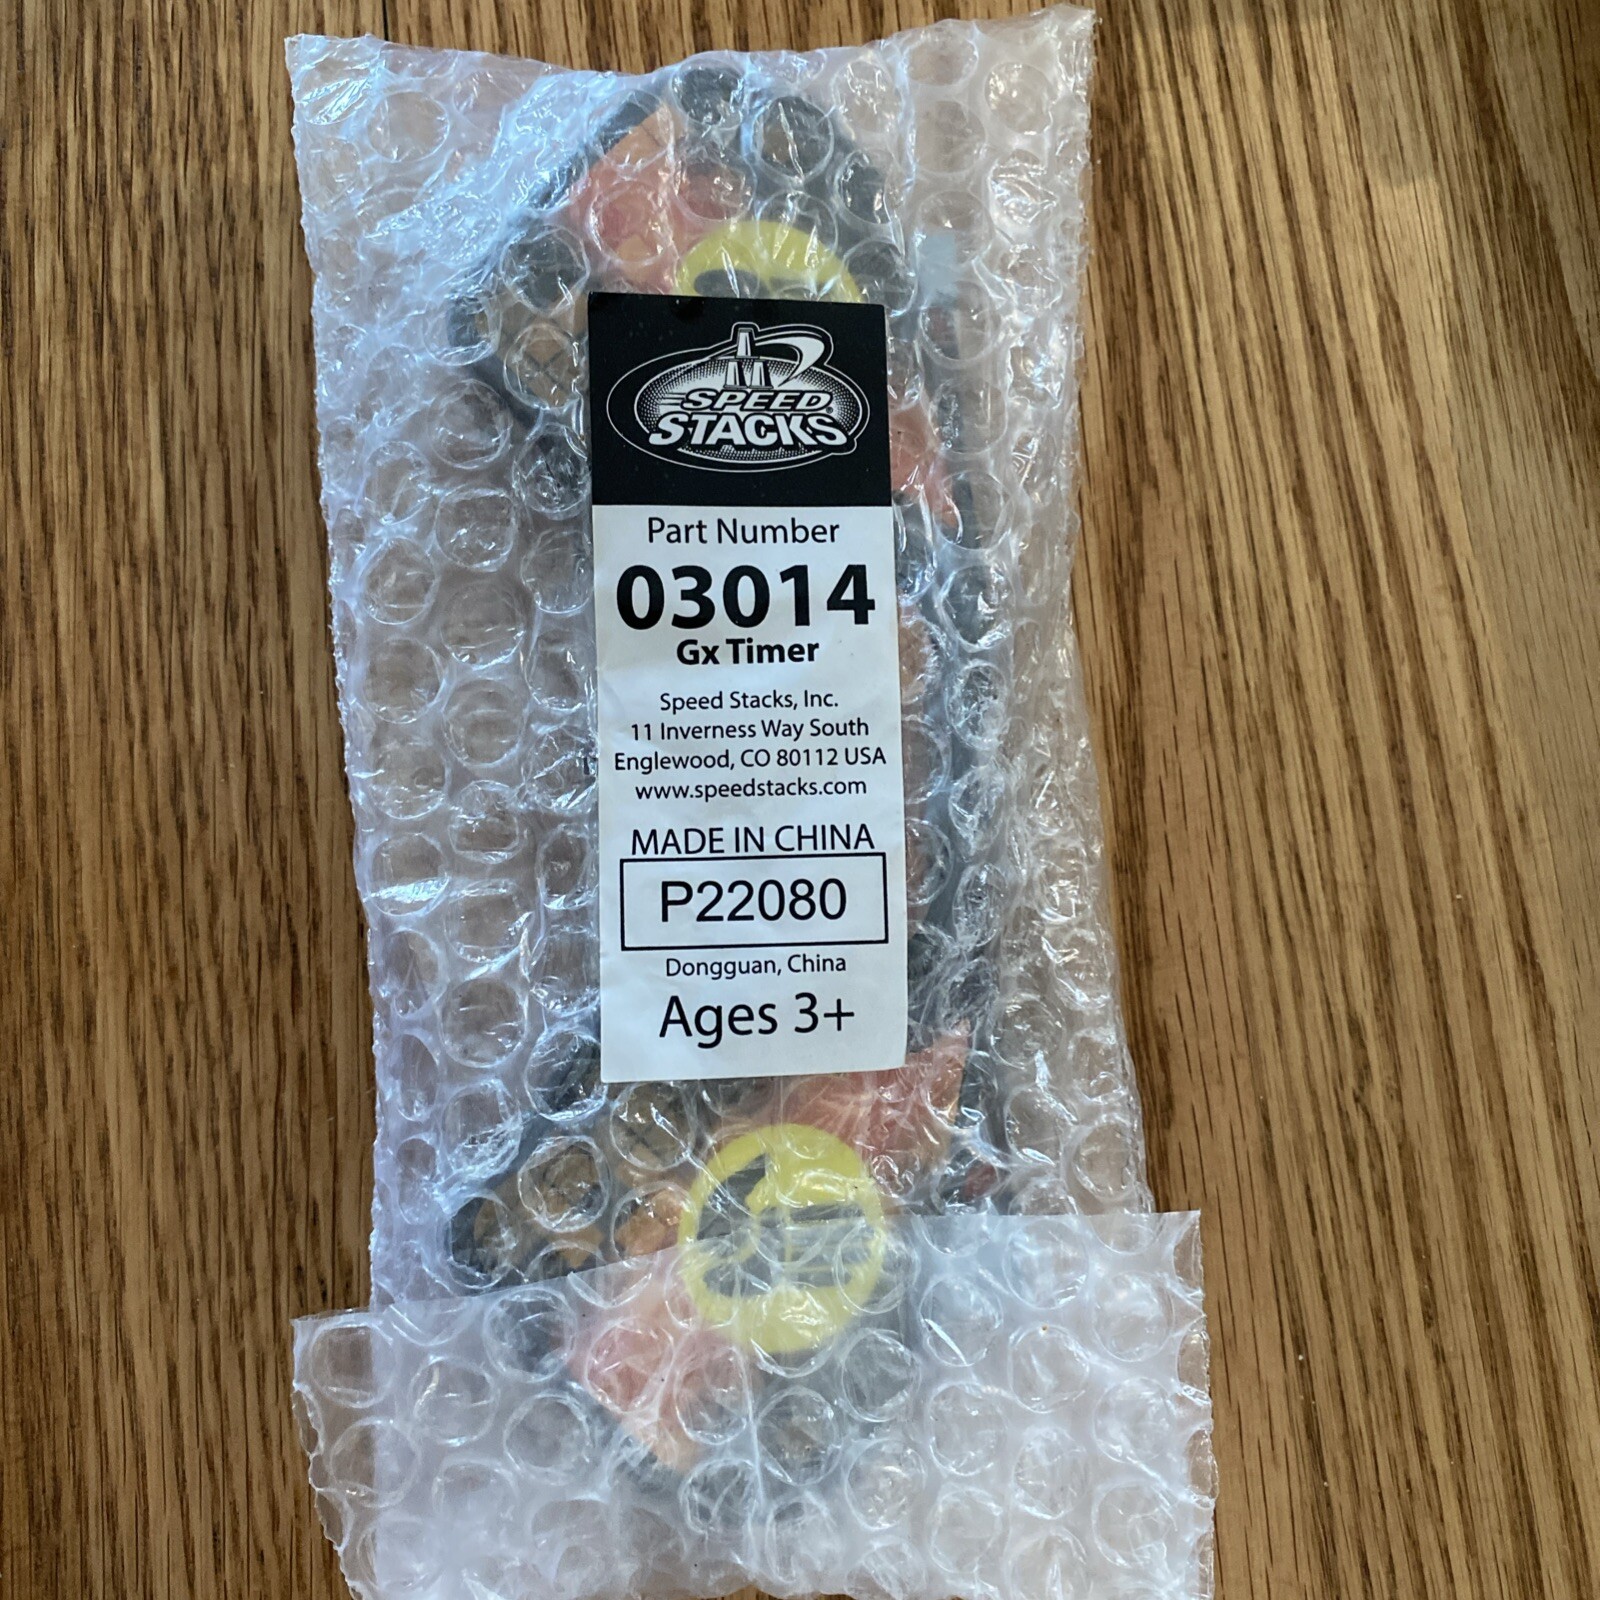 SPEED
STACKS®
Part Number
03014
Gx Timer
Speed Stacks, Inc.
11 Inverness Way South
Englewood, CO 80112 USA
www.speedstacks.com
MADE IN CHINA
P22080
Dongguan, China
Ages 3+